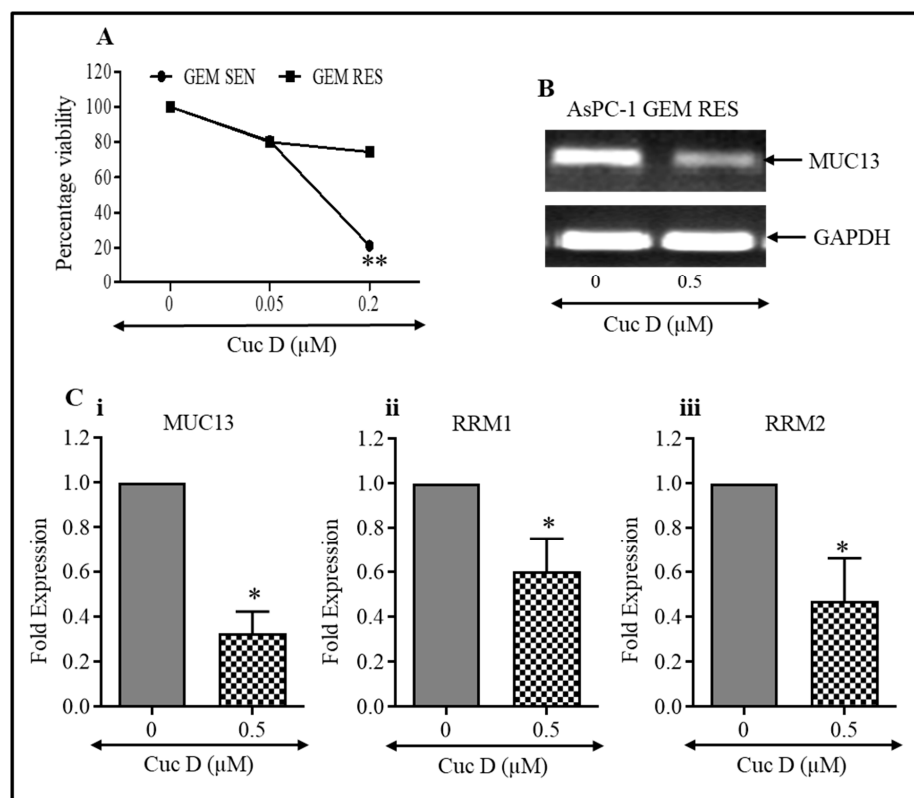 A
GEM SEN GEM RES
Percentage viability
120
100
80
60
40
20
0
**
0 0.05 0.2
Cuc D (μM)
B
AsPC-1 GEM RES
MUC13
GAPDH
0 0.5
Cuc D (μM)
C
i
MUC13
Fold Expression
1.2
1.0
0.8
0.6
0.4
0.2
0.0
*
0 0.5
Cuc D (μM)
ii
RRM1
Fold Expression
1.2
1.0
0.8
0.6
0.4
0.2
0.0
*
0 0.5
Cuc D (μM)
iii
RRM2
Fold Expression
1.2
1.0
0.8
0.6
0.4
0.2
0.0
*
0 0.5
Cuc D (μM)